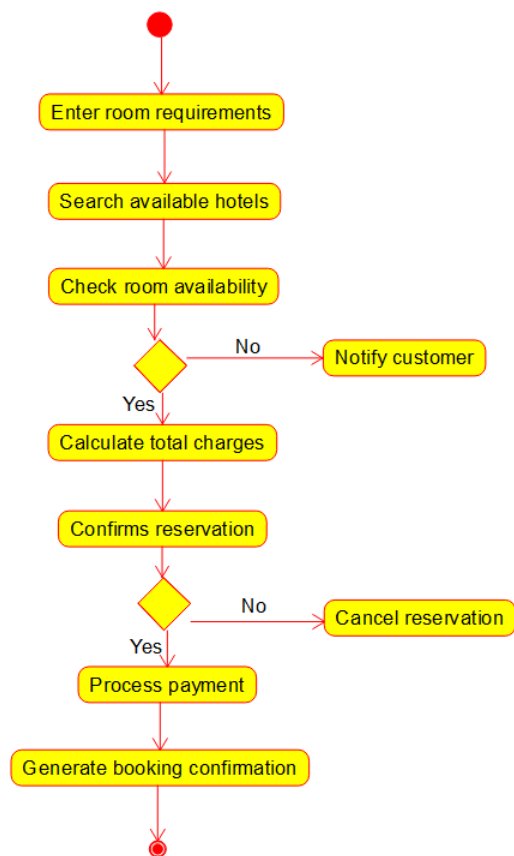 Enter room requirements
Search available hotels
Check room availability
No
Notify customer
Yes
Calculate total charges
Confirms reservation
No
Cancel reservation
Yes
Process payment
Generate booking confirmation